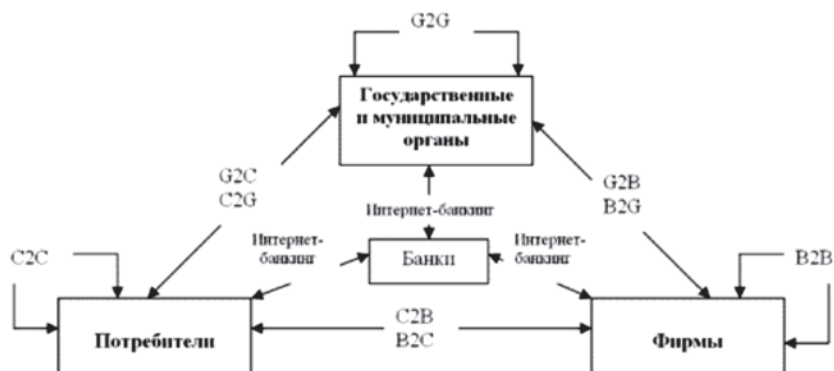 G2G
Государственные
и муниципальные
органы
G2C
C2G
G2B
B2G
Интернет-банкинг
Интернет-
банкинг
Банки
Интернет-
банкинг
C2C
B2B
Потребители
C2B
B2C
Фирмы